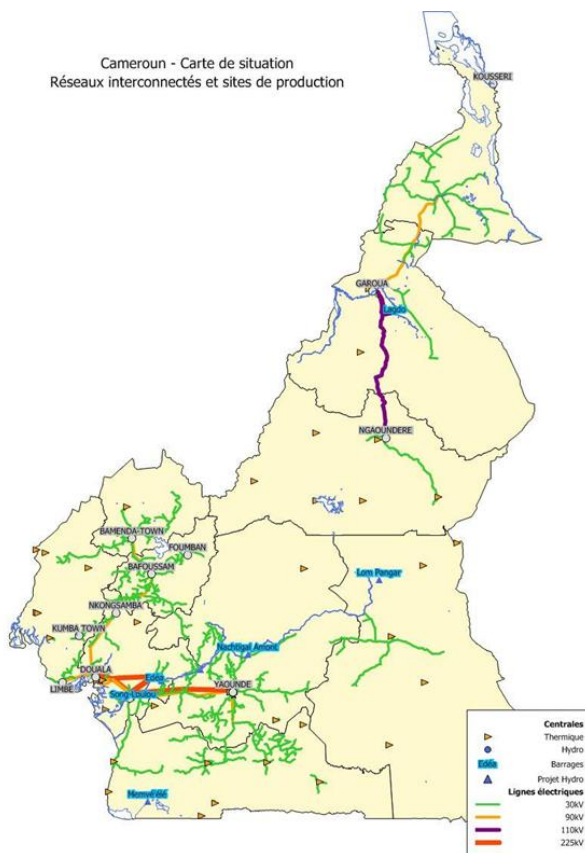 Cameroun - Carte de situation
Réseaux interconnectés et sites de production
KOUSSERI
GAROUA
Lagdo
NGAOUNDERE
BAMENDA-TOWN
FOUMBAN
BAFOUSSAM
Lom Pangar
NKONGSAMBA
KUMBA TOWN
Nachtigal Amont
DOUALA
Edéa
YAOUNDE
LIMBE
Song-Loulou
Memvé'élé
Centrales
Thermique
Hydro
Edéa Barrages
Projet Hydro
Lignes électriques
30kV
90kV
110kV
225kV